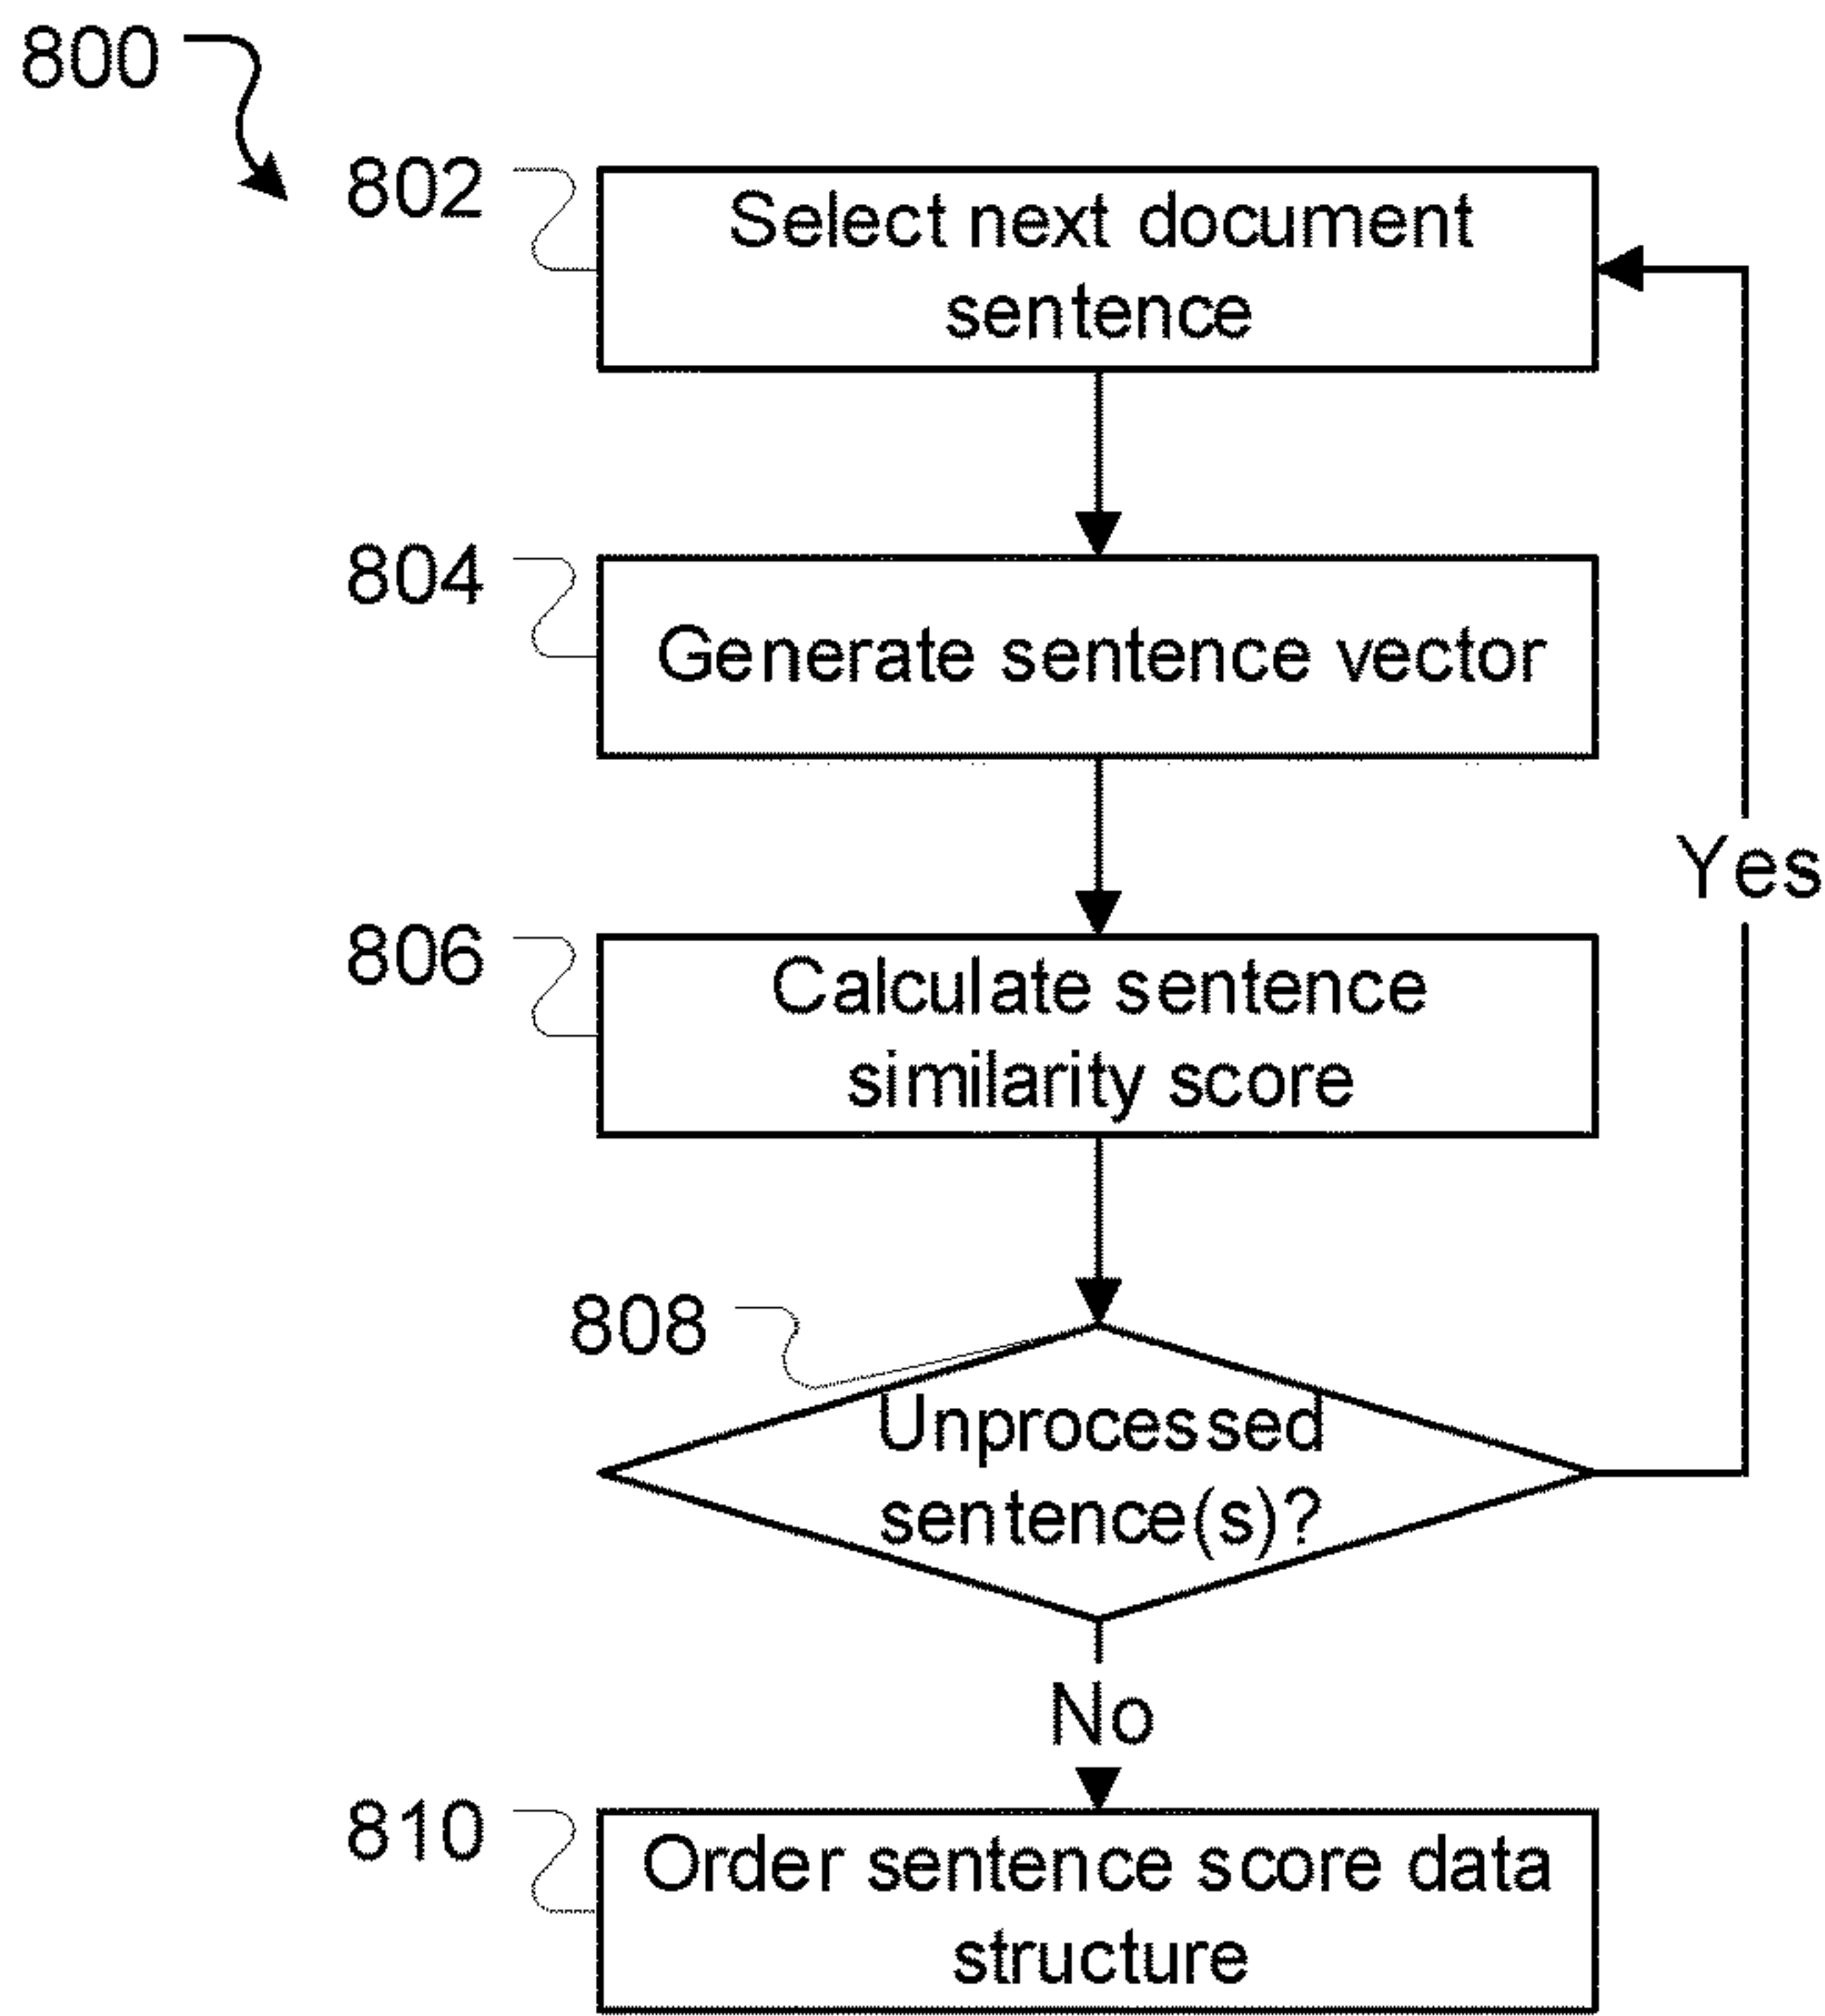 800
802
Select next document
sentence
804
Generate sentence vector
Yes
806
Calculate sentence
similarity score
808
Unprocessed
sentence(s)?
No
810
Order sentence score data
structure